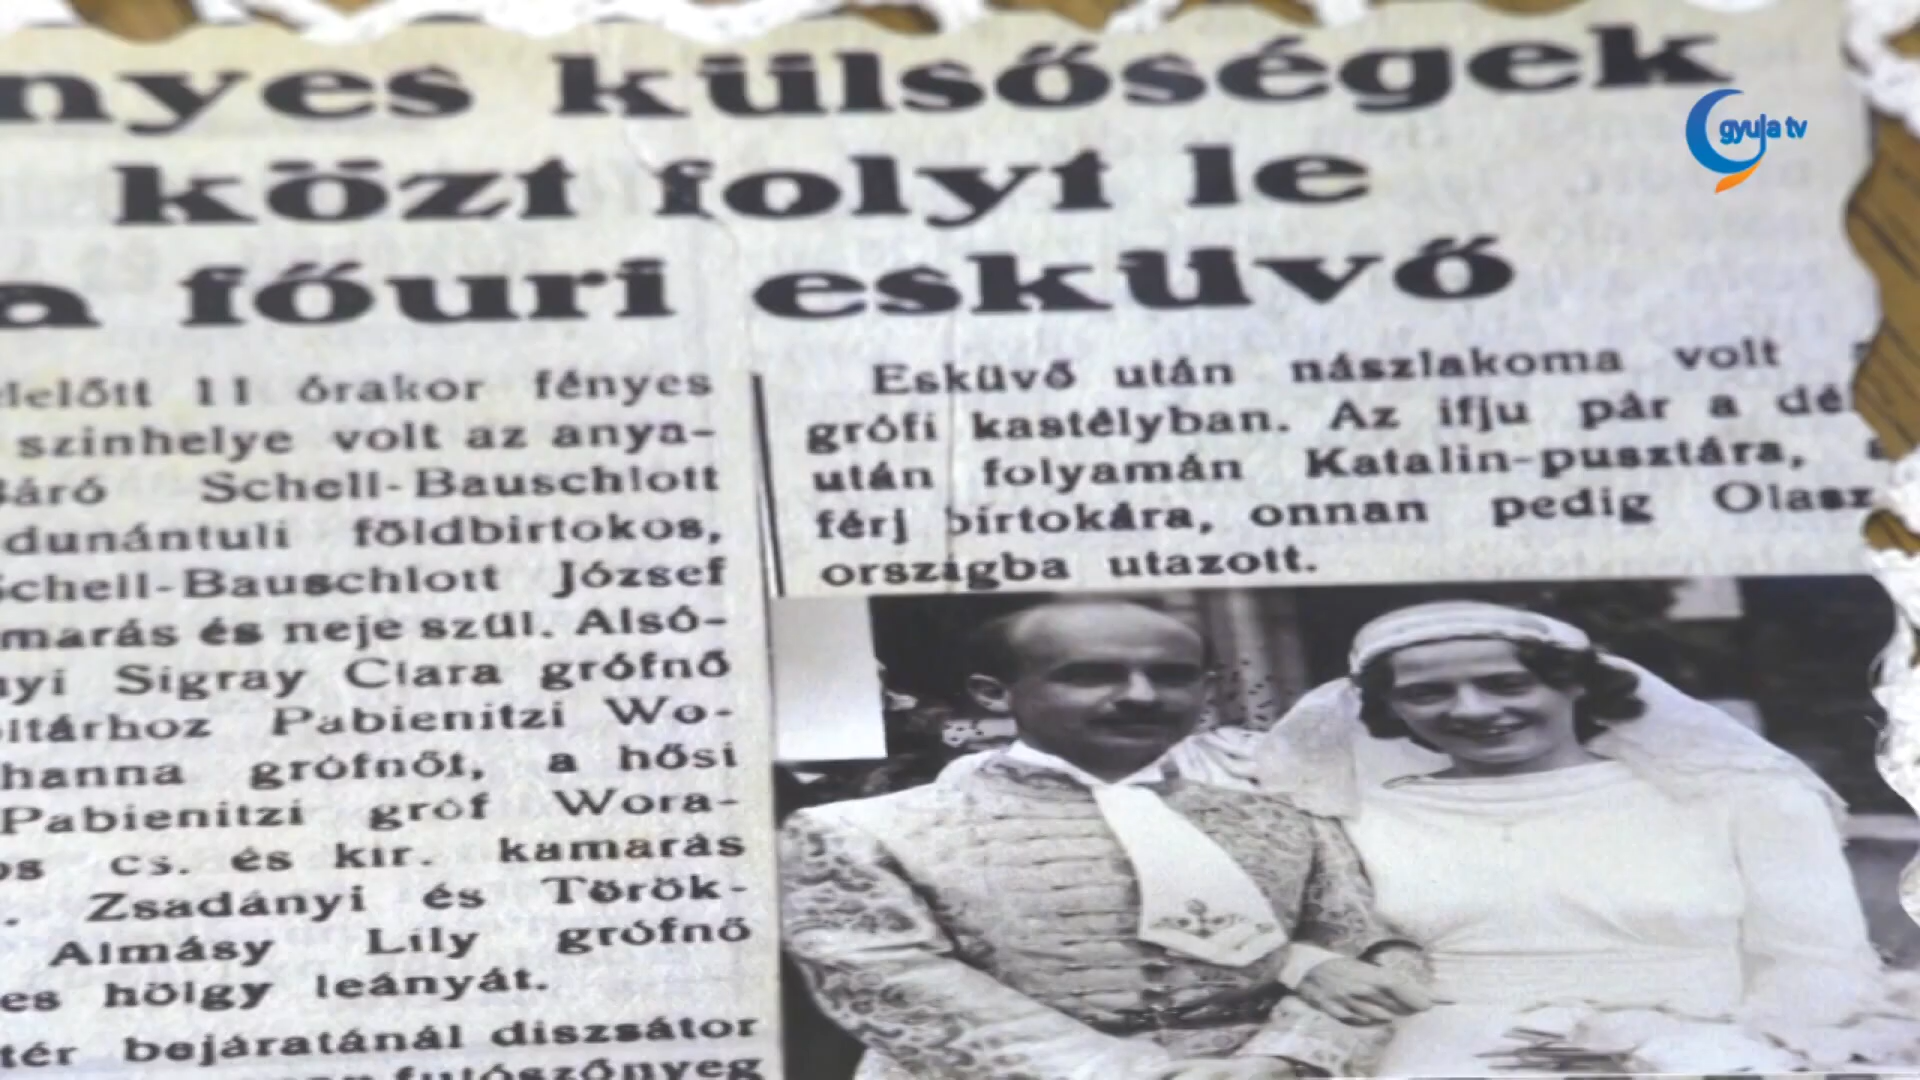 nyes külsőségek
közt folyt le
a főuri esküvő
gyula tv
lelőtt 11 órakor fényes
szinhelye volt az anya-
Báró Schell-Bauschlott
dunántuli földbirtokos,
Schell-Bauschlott József
marás és neje szül. Alsó-
nyi Sigray Clara grófnő
oltárhoz Pabienitzi Wo-
hanna grófnőt, a hősi
Pabienitzi gróf Wora-
os cs. és kir. kamarás
. Zsadányi és Török-
Almásy Lily grófnő
es hölgy leányát.
tér bejáratánál diszsátor
futószőnyeg
Esküvő után nászlakoma volt
grófi kastélyban. Az ifju pár a dél
után folyamán Katalin-pusztára,
férj birtokára, onnan pedig Olasz
országba utazott.